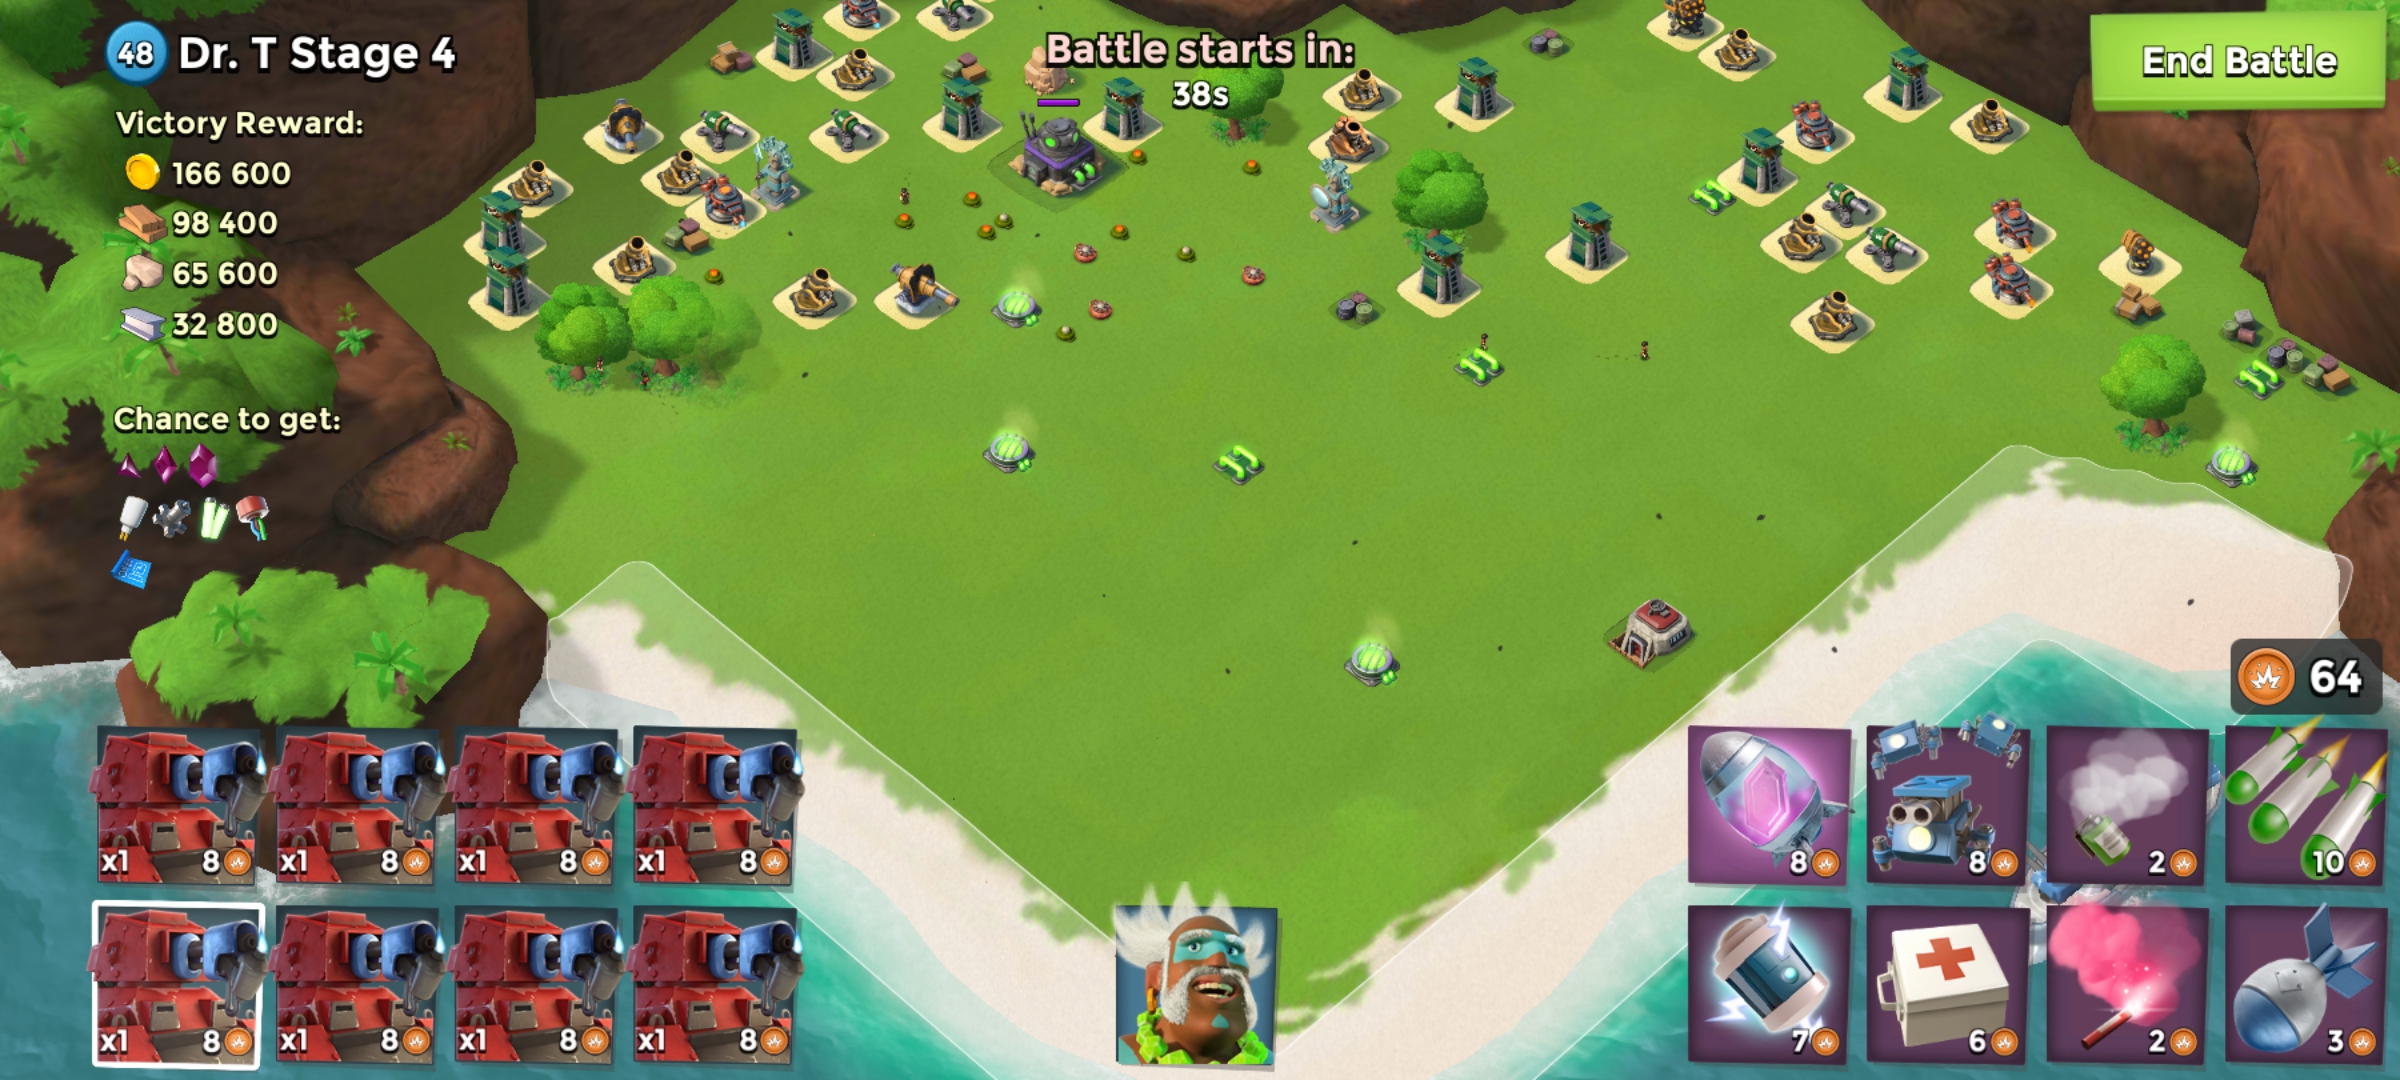 48 Dr. T Stage 4
Battle starts in:
38s
End Battle
Victory Reward:
166 600
98 400
65 600
32 800
Chance to get:
64
x1 8
x1 8
x1 8
x1 8
8
8
2
10
x1 8
x1 8
x1 8
x1 8
7
6
2
3